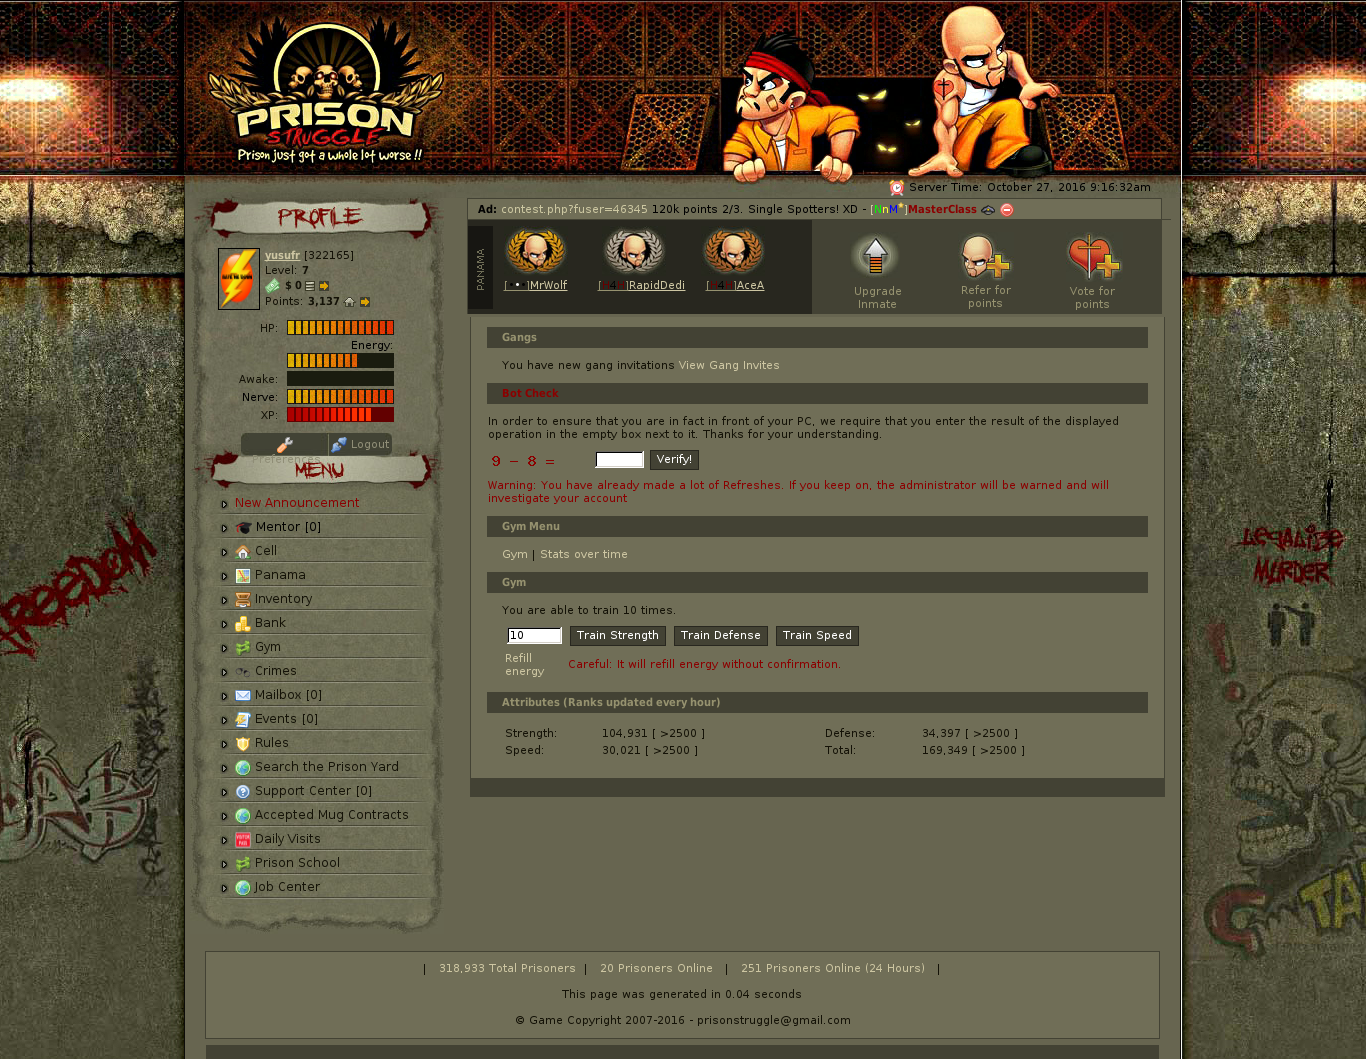 PRISON
STRUGGLE
Prison just got a whole lot worse !!
Server Time: October 27, 2016 9:16:32am
PROFILE
yusufr [322165]
Level: 7
$ 0
Points: 3,137
HP:
Energy:
Awake:
Nerve:
XP:
Preferences
Logout
MENU
New Announcement
Mentor [0]
Cell
Panama
Inventory
Bank
Gym
Crimes
Mailbox [0]
Events [0]
Rules
Search the Prison Yard
Support Center [0]
Accepted Mug Contracts
Daily Visits
Prison School
Job Center
Ad: contest.php?fuser=46345 120k points 2/3. Single Spotters! XD - [NnM*]MasterClass
PANAMA
[ • ]MrWolf
RapidDedi
AceA
Upgrade
Inmate
Refer for
points
Vote for
points
Gangs
You have new gang invitations View Gang Invites
Bot Check
In order to ensure that you are in fact in front of your PC, we require that you enter the result of the displayed
operation in the empty box next to it. Thanks for your understanding.
9 - 8 =
Verify!
Warning: You have already made a lot of Refreshes. If you keep on, the administrator will be warned and will
investigate your account
Gym Menu
Gym | Stats over time
Gym
You are able to train 10 times.
10 Train Strength Train Defense Train Speed
Refill
energy
Careful: It will refill energy without confirmation.
Attributes (Ranks updated every hour)
Strength: 104,931 [ >2500 ] Defense: 34,397 [ >2500 ]
Speed: 30,021 [ >2500 ] Total: 169,349 [ >2500 ]
FREEDOM
LEGALIZE
MURDER
| 318,933 Total Prisoners | 20 Prisoners Online | 251 Prisoners Online (24 Hours) |
This page was generated in 0.04 seconds
© Game Copyright 2007-2016 - prisonstruggle@gmail.com